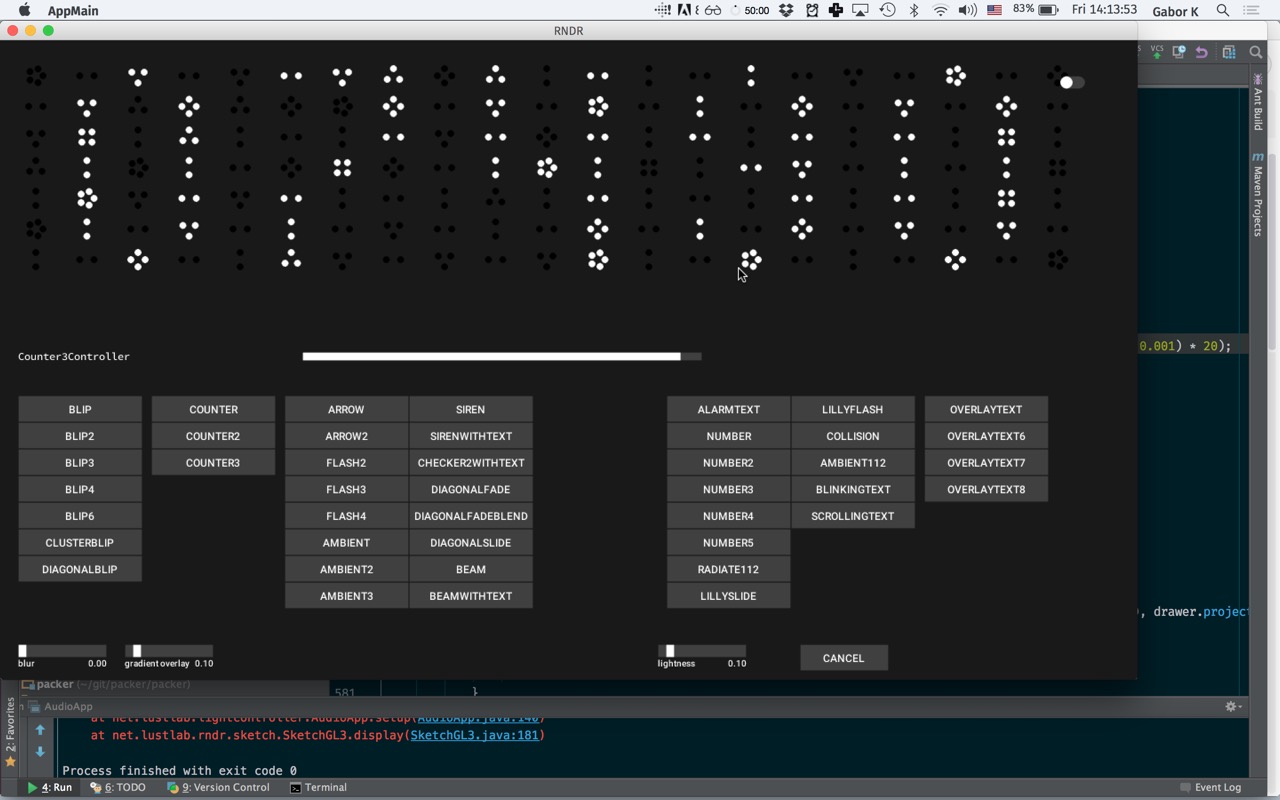 AppMain 50:00 83% Fri 14:13:53 Gabor K
RNDR
VCS
Ant Build
Maven Projects
0.001) * 20);
Counter3Controller
BLIP COUNTER ARROW SIREN ALARMTEXT LILLYFLASH OVERLAYTEXT
BLIP2 COUNTER2 ARROW2 SIRENWITHTEXT NUMBER COLLISION OVERLAYTEXT6
BLIP3 COUNTER3 FLASH2 CHECKER2WITHTEXT NUMBER2 AMBIENT112 OVERLAYTEXT7
BLIP4 FLASH3 DIAGONALFADE NUMBER3 BLINKINGTEXT OVERLAYTEXT8
BLIP6 FLASH4 DIAGONALFADEBLEND NUMBER4 SCROLLINGTEXT
CLUSTERBLIP AMBIENT DIAGONALSLIDE NUMBER5
DIAGONALBLIP AMBIENT2 BEAM RADIATE112
AMBIENT3 BEAMWITHTEXT LILLYSLIDE
, drawer.project
CANCEL
blur 0.00 gradient overlay 0.10 lightness 0.10
packer (~/git/packer/packer)
581 }
AudioApp
at net.lustlab.lightcontroller.AudioApp.setup(AudioApp.java:140)
at net.lustlab.rndr.sketch.SketchGL3.display(SketchGL3.java:181)
Process finished with exit code 0
2: Favorites
4: Run 6: TODO 9: Version Control Terminal Event Log